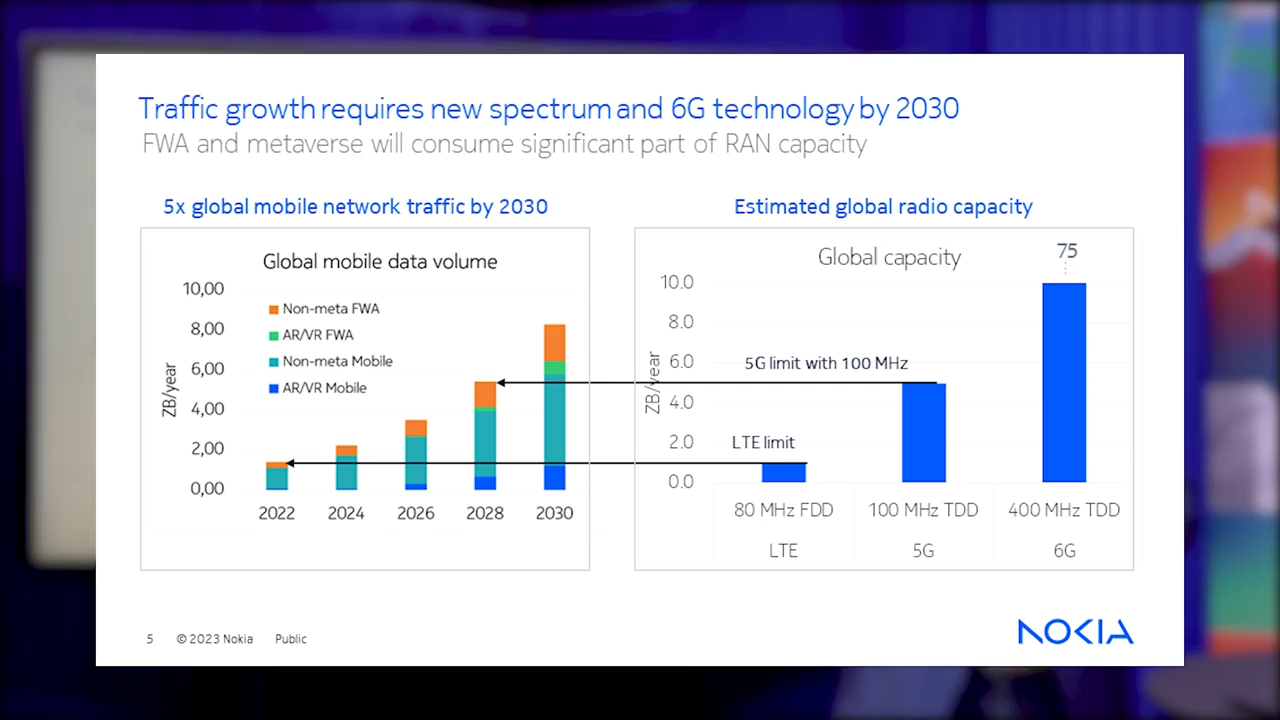 Traffic growth requires new spectrum and 6G technology by 2030
FWA and metaverse will consume significant part of RAN capacity
5x global mobile network traffic by 2030
Global mobile data volume
ZB/year
10,00
8,00
6,00
4,00
2,00
0,00
Non-meta FWA
AR/VR FWA
Non-meta Mobile
AR/VR Mobile
2022 2024 2026 2028 2030
Estimated global radio capacity
Global capacity
75
ZB/year
10.0
8.0
6.0
4.0
2.0
0.0
5G limit with 100 MHz
LTE limit
80 MHz FDD 100 MHz TDD 400 MHz TDD
LTE 5G 6G
5 © 2023 Nokia Public
NOKIA